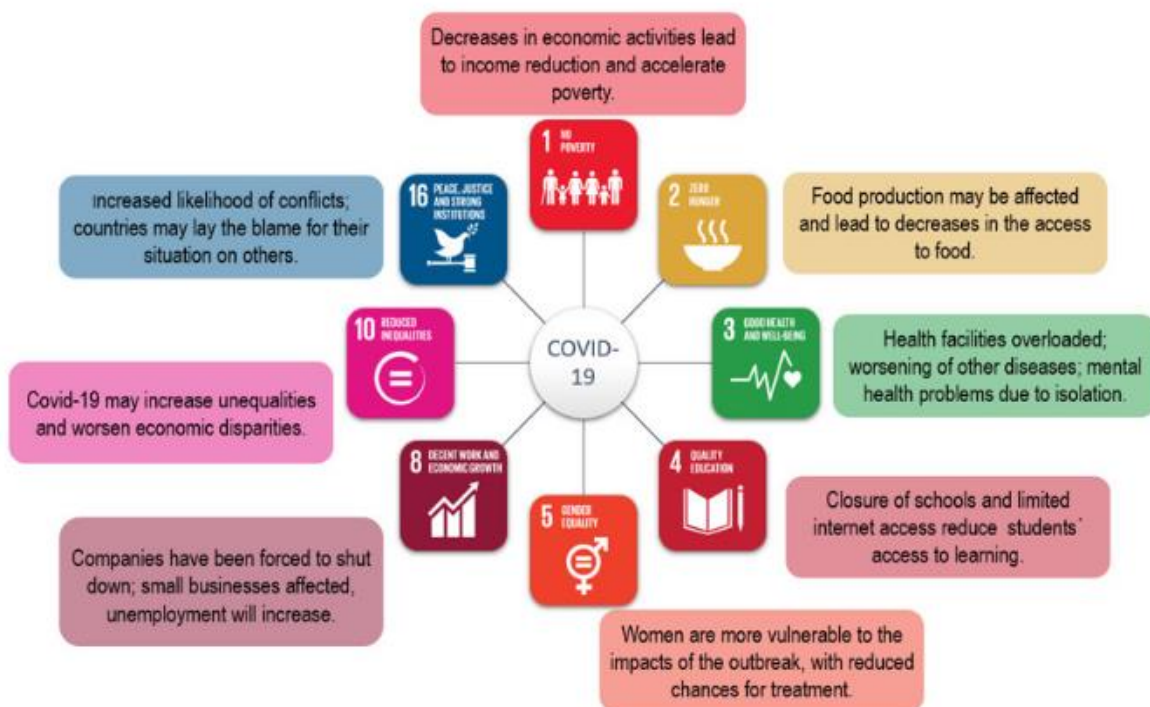 Decreases in economic activities lead
to income reduction and accelerate
poverty.
1 NO
POVERTY
16 PEACE, JUSTICE
AND STRONG
INSTITUTIONS
Increased likelihood of conflicts;
countries may lay the blame for their
situation on others.
2 ZERO
HUNGER
Food production may be affected
and lead to decreases in the access
to food.
10 REDUCED
INEQUALITIES
COVID-
19
3 GOOD HEALTH
AND WELL-BEING
Health facilities overloaded;
worsening of other diseases; mental
health problems due to isolation.
Covid-19 may increase unequalities
and worsen economic disparities.
8 DECENT WORK AND
ECONOMIC GROWTH
4 QUALITY
EDUCATION
Closure of schools and limited
internet access reduce students´
access to learning.
5 GENDER
EQUALITY
Companies have been forced to shut
down; small businesses affected,
unemployment will increase.
Women are more vulnerable to the
impacts of the outbreak, with reduced
chances for treatment.